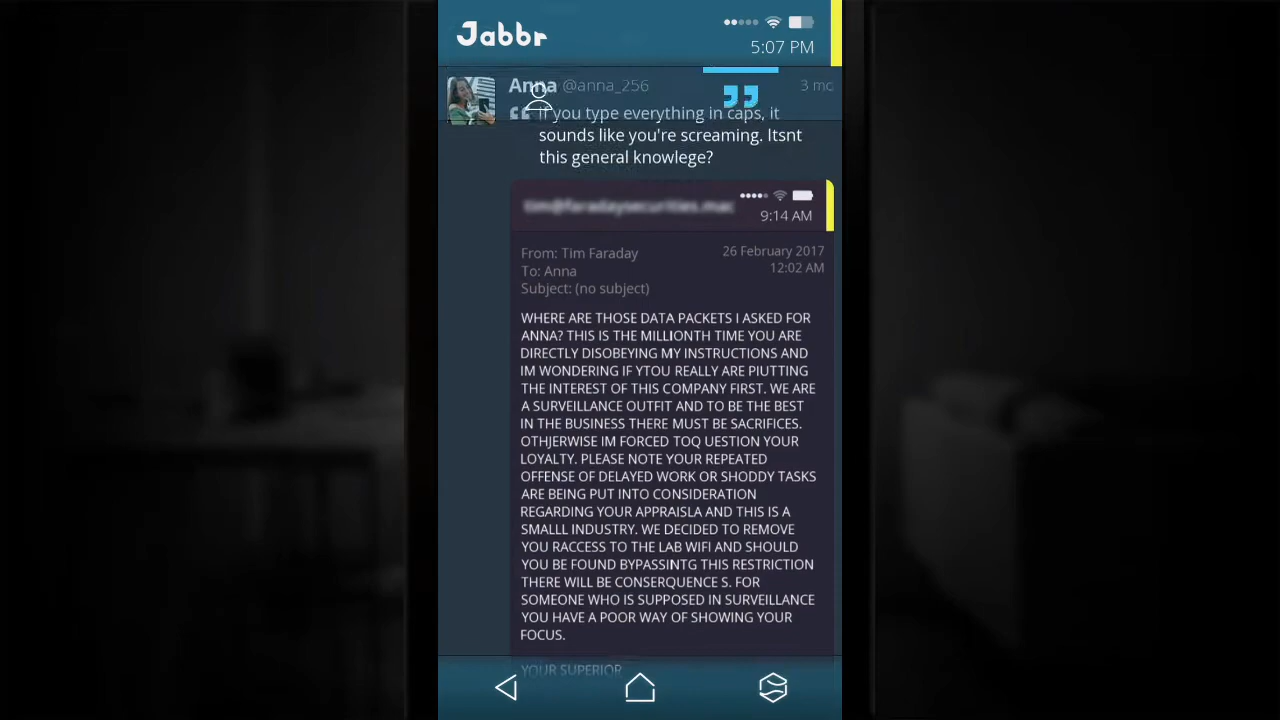 Jabbr
5:07 PM
Anna @anna_256
if you type everything in caps, it
sounds like you're screaming. Itsnt
this general knowlege?
tim@faradaysecurities.mac
9:14 AM
From: Tim Faraday
26 February 2017
To: Anna
12:02 AM
Subject: (no subject)
WHERE ARE THOSE DATA PACKETS I ASKED FOR
ANNA? THIS IS THE MILLIONTH TIME YOU ARE
DIRECTLY DISOBEYING MY INSTRUCTIONS AND
IM WONDERING IF YTOU REALLY ARE PIUTTING
THE INTEREST OF THIS COMPANY FIRST. WE ARE
A SURVEILLANCE OUTFIT AND TO BE THE BEST
IN THE BUSINESS THERE MUST BE SACRIFICES.
OTHJERWISE IM FORCED TOQ UESTION YOUR
LOYALTY. PLEASE NOTE YOUR REPEATED
OFFENSE OF DELAYED WORK OR SHODDY TASKS
ARE BEING PUT INTO CONSIDERATION
REGARDING YOUR APPRAISLA AND THIS IS A
SMALLL INDUSTRY. WE DECIDED TO REMOVE
YOU RACCESS TO THE LAB WIFI AND SHOULD
YOU BE FOUND BYPASSINTG THIS RESTRICTION
THERE WILL BE CONSERQUENCE S. FOR
SOMEONE WHO IS SUPPOSED IN SURVEILLANCE
YOU HAVE A POOR WAY OF SHOWING YOUR
FOCUS.
YOUR SUPERIOR